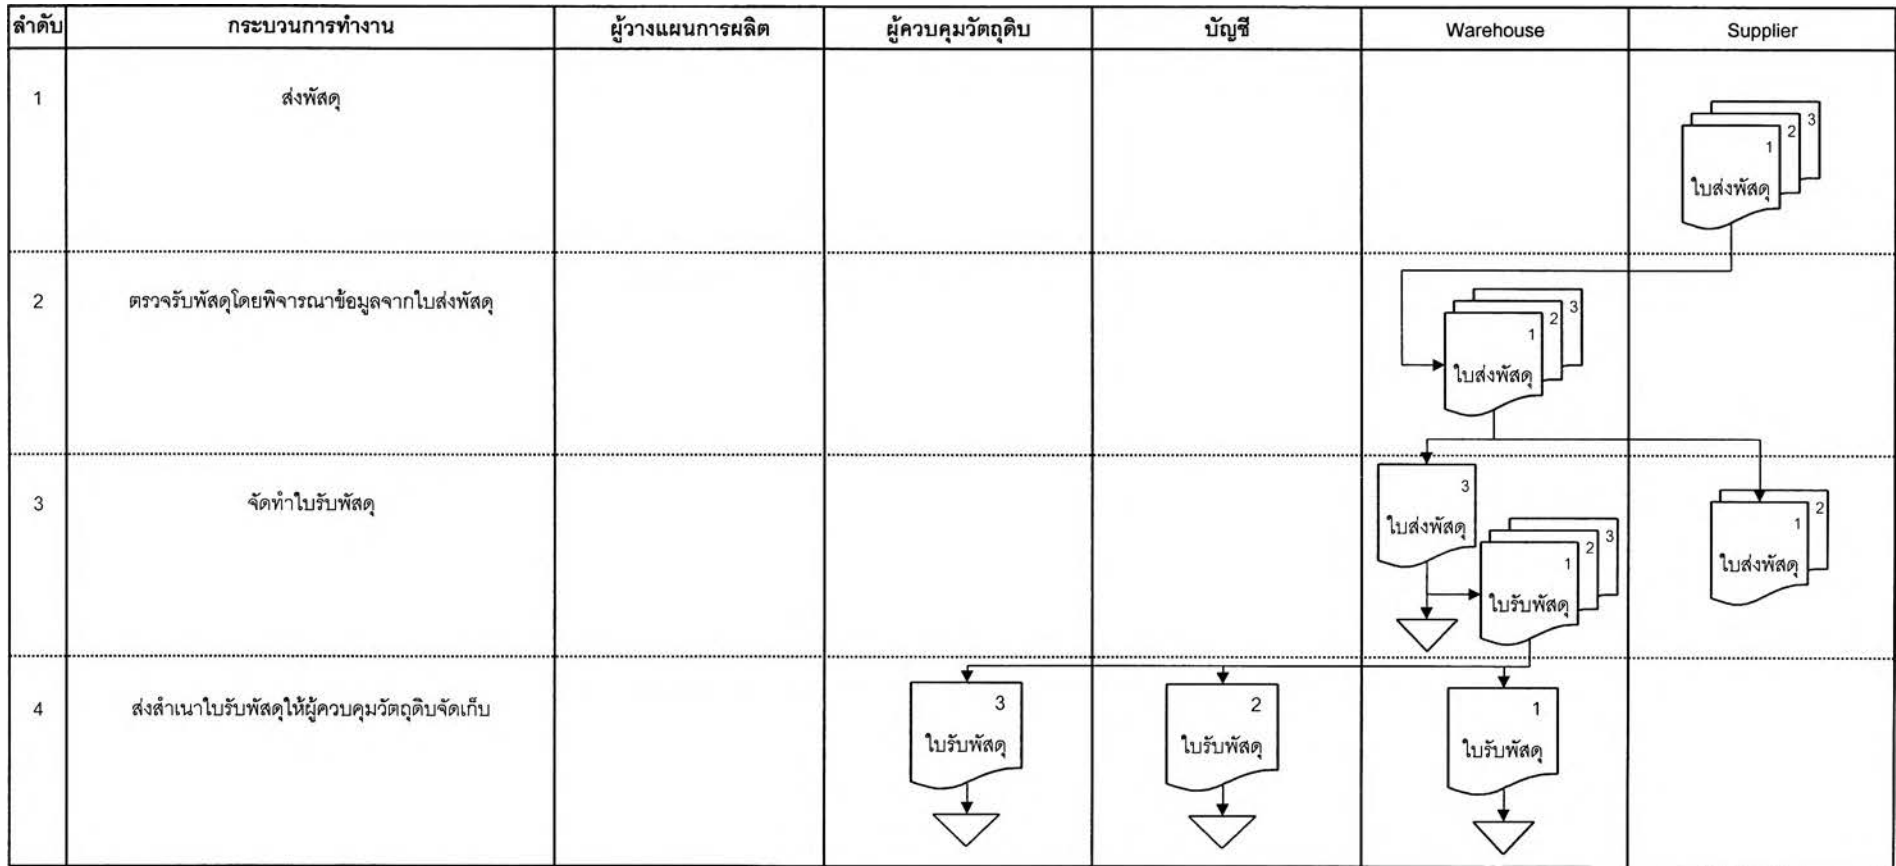 ลำดับ กระบวนการทำงาน ผู้วางแผนการผลิต ผู้ควบคุมวัตถุดิบ บัญชี Warehouse Supplier
1 ส่งพัสดุ
3
2
1
ใบส่งพัสดุ
2 ตรวจรับพัสดุโดยพิจารณาข้อมูลจากใบส่งพัสดุ
3
2
1
ใบส่งพัสดุ
3 จัดทำใบรับพัสดุ
3
ใบส่งพัสดุ
3
2
1
ใบรับพัสดุ
2
1
ใบส่งพัสดุ
4 ส่งสำเนาใบรับพัสดุให้ผู้ควบคุมวัตถุดิบจัดเก็บ
3
ใบรับพัสดุ
2
ใบรับพัสดุ
1
ใบรับพัสดุ